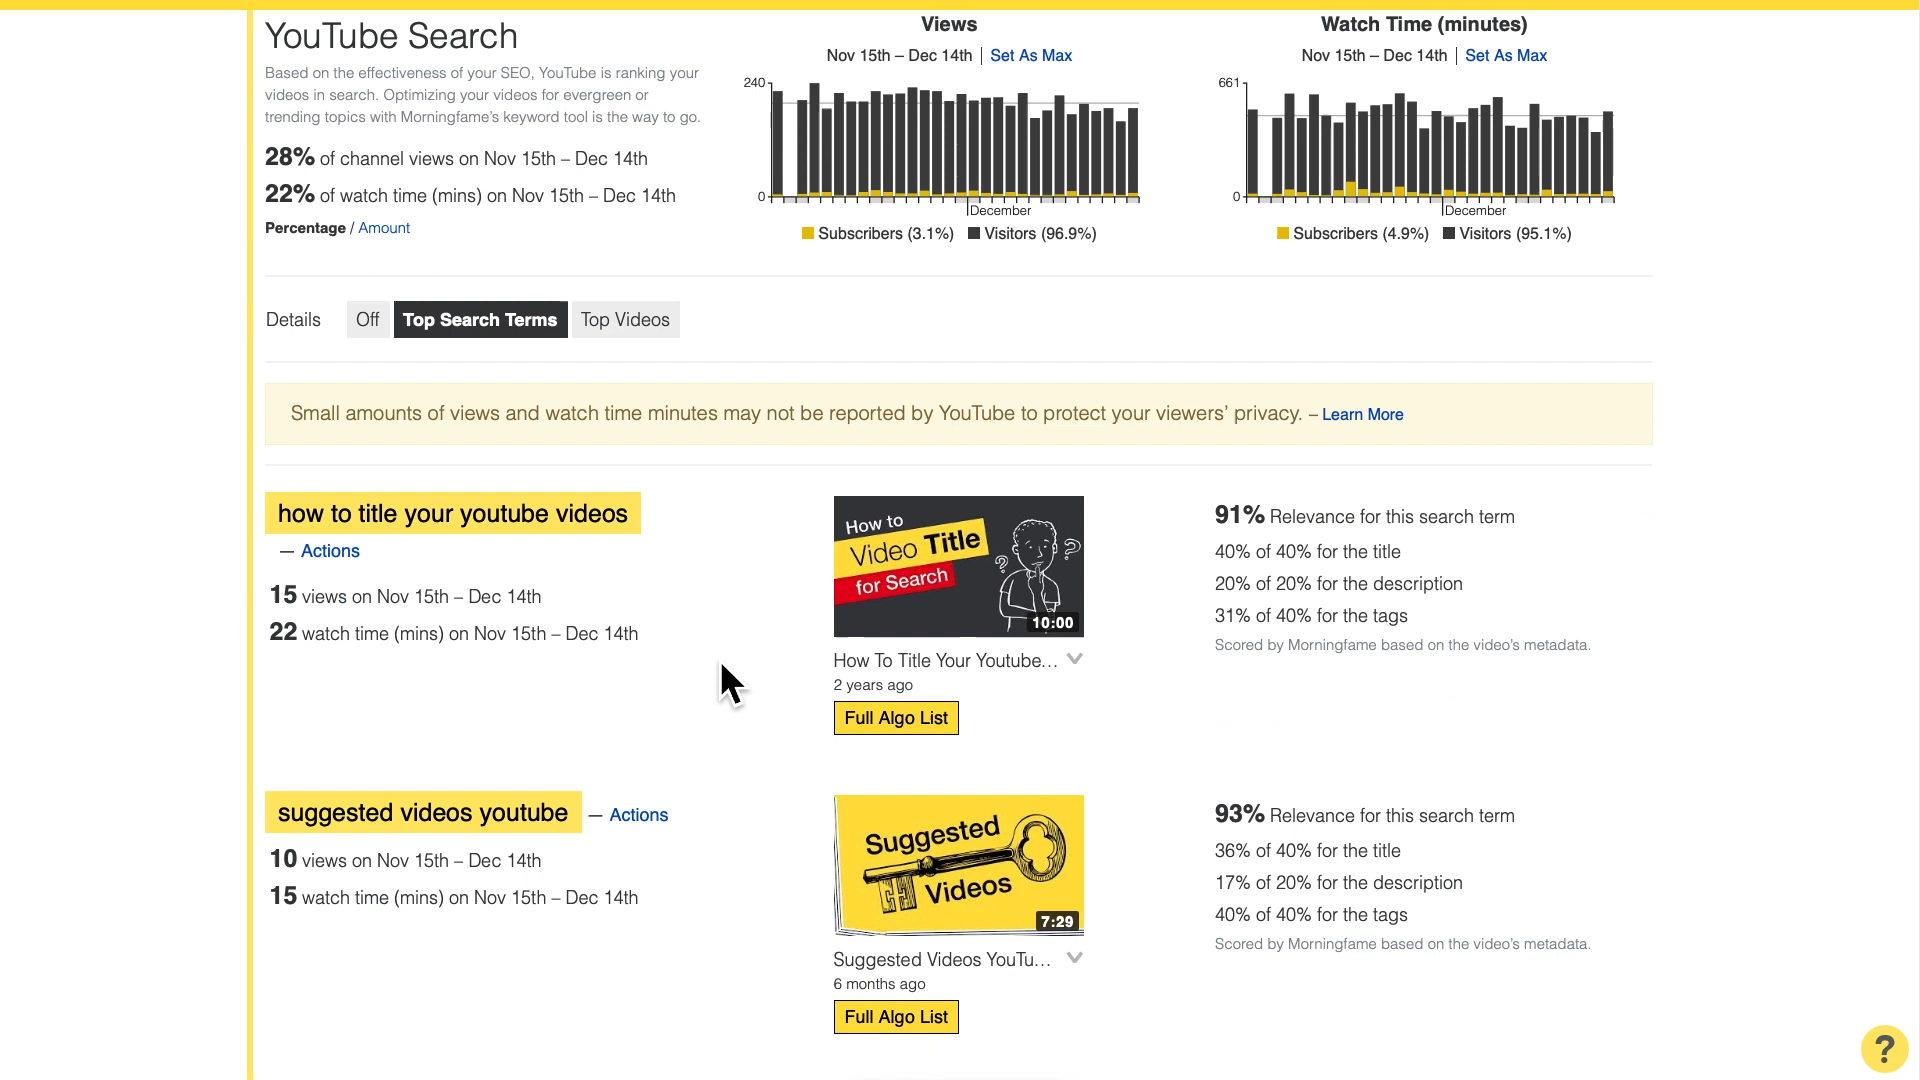 YouTube Search
Based on the effectiveness of your SEO, YouTube is ranking your
videos in search. Optimizing your videos for evergreen or
trending topics with Morningfame's keyword tool is the way to go.
28% of channel views on Nov 15th – Dec 14th
22% of watch time (mins) on Nov 15th – Dec 14th
Percentage / Amount
Views
Nov 15th – Dec 14th | Set As Max
240
0
December
Subscribers (3.1%) Visitors (96.9%)
Watch Time (minutes)
Nov 15th – Dec 14th | Set As Max
661
0
December
Subscribers (4.9%) Visitors (95.1%)
Details Off Top Search Terms Top Videos
Small amounts of views and watch time minutes may not be reported by YouTube to protect your viewers' privacy. – Learn More
how to title your youtube videos
— Actions
15 views on Nov 15th – Dec 14th
22 watch time (mins) on Nov 15th – Dec 14th
How to
Video Title
for Search
10:00
How To Title Your Youtube...
2 years ago
Full Algo List
91% Relevance for this search term
40% of 40% for the title
20% of 20% for the description
31% of 40% for the tags
Scored by Morningfame based on the video's metadata.
suggested videos youtube — Actions
10 views on Nov 15th – Dec 14th
15 watch time (mins) on Nov 15th – Dec 14th
Suggested
Videos
7:29
Suggested Videos YouTu...
6 months ago
Full Algo List
93% Relevance for this search term
36% of 40% for the title
17% of 20% for the description
40% of 40% for the tags
Scored by Morningfame based on the video's metadata.
?